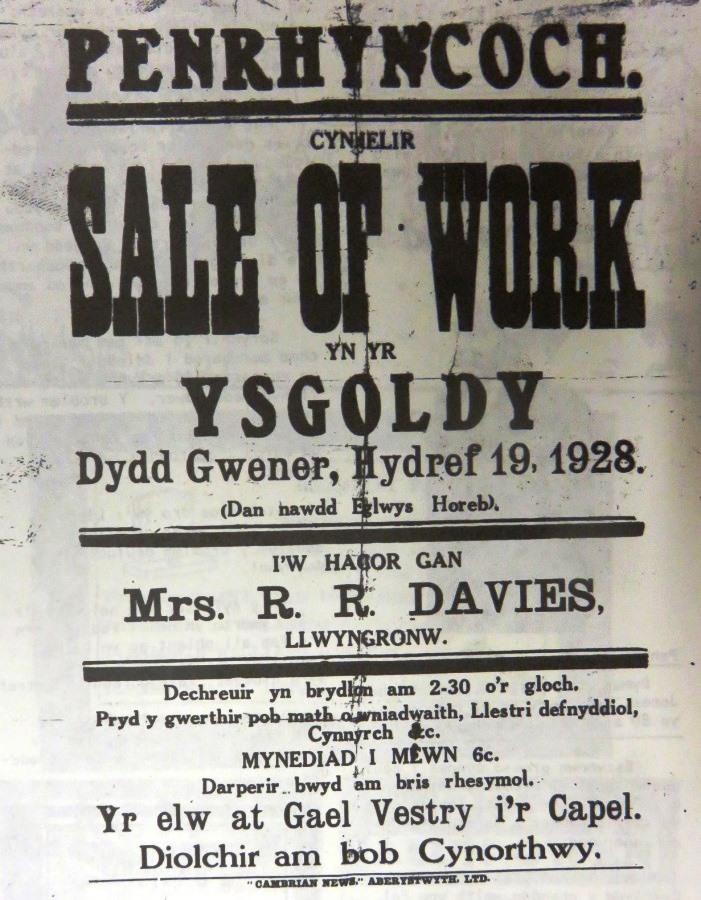 PENRHYNCOCH.
CYNHELIR
SALE OF WORK
YN YR
YSGOLDY
Dydd Gwener, Hydref 19, 1928.
(Dan nawdd Eglwys Horeb).
I'W HAGOR GAN
Mrs. R. R. DAVIES,
LLWYNGRONW.
Dechreuir yn brydlon am 2-30 o'r gloch.
Pryd y gwerthir pob math o wniadwaith, Llestri defnyddiol,
Cynnyrch &c.
MYNEDIAD I MEWN 6c.
Darperir bwyd am bris rhesymol.
Yr elw at Gael Vestry i'r Capel.
Diolchir am bob Cynorthwy.
"CAMBRIAN NEWS," ABERYSTWYTH, LTD.